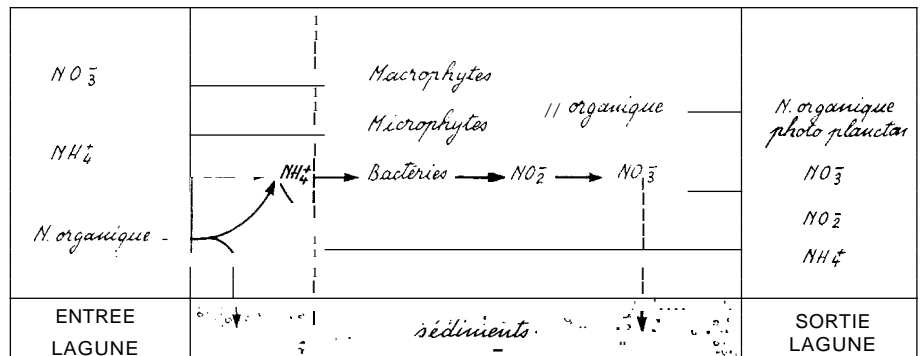 NO₃⁻
NH₄⁺
N. organique
NH₄⁺
Macrophytes
Microphytes
// organique
Bactéries
NO₂⁻
NO₃⁻
N. organique
photo plancton
NO₃⁻
NO₂⁻
NH₄⁺
ENTREE
LAGUNE
sédiments
SORTIE
LAGUNE